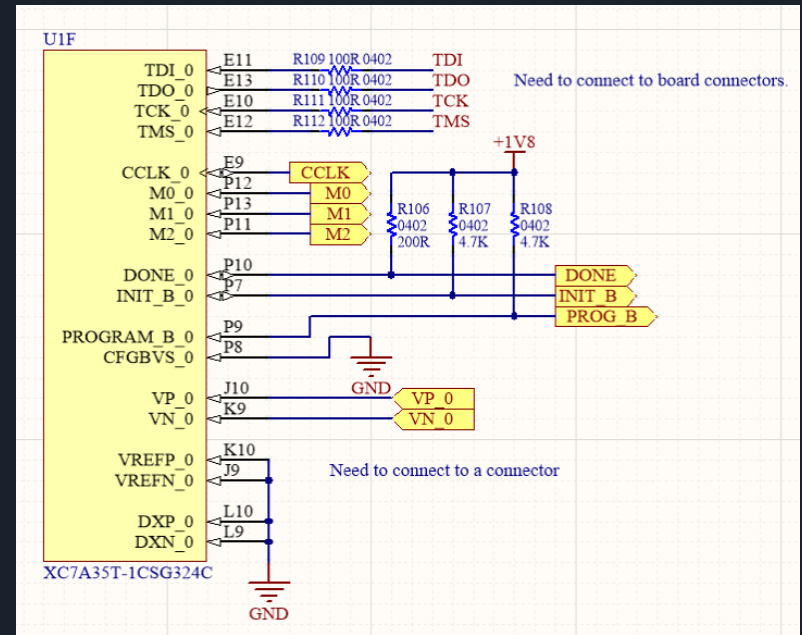 U1F
TDI_0 E11 R109 100R 0402 TDI
TDO_0 E13 R110 100R 0402 TDO
TCK_0 E10 R111 100R 0402 TCK
TMS_0 E12 R112 100R 0402 TMS
Need to connect to board connectors.
+1V8
CCLK_0 E9 CCLK
M0_0 P12 M0
M1_0 P13 M1
M2_0 P11 M2
R106 R107 R108
0402 0402 0402
200R 4.7K 4.7K
DONE_0 P10 DONE
INIT_B_0 P7 INIT_B
PROG_B
PROGRAM_B_0 P9
CFGBVS_0 P8
GND
VP_0 J10 VP_0
VN_0 K9 VN_0
VREFP_0 K10
VREFN_0 J9
Need to connect to a connector
DXP_0 L10
DXN_0 L9
XC7A35T-1CSG324C
GND